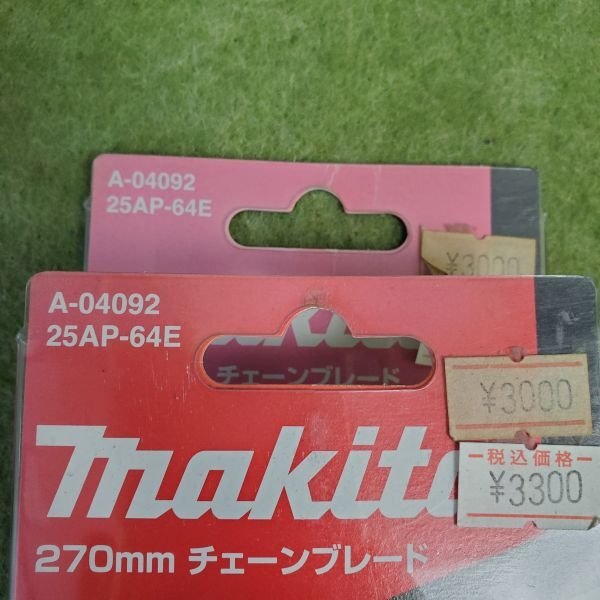 A-04092
25AP-64E
¥3000
A-04092
25AP-64E
チェーンブレード
¥3000
makita
税込価格
¥3300
270mm チェーンブレード